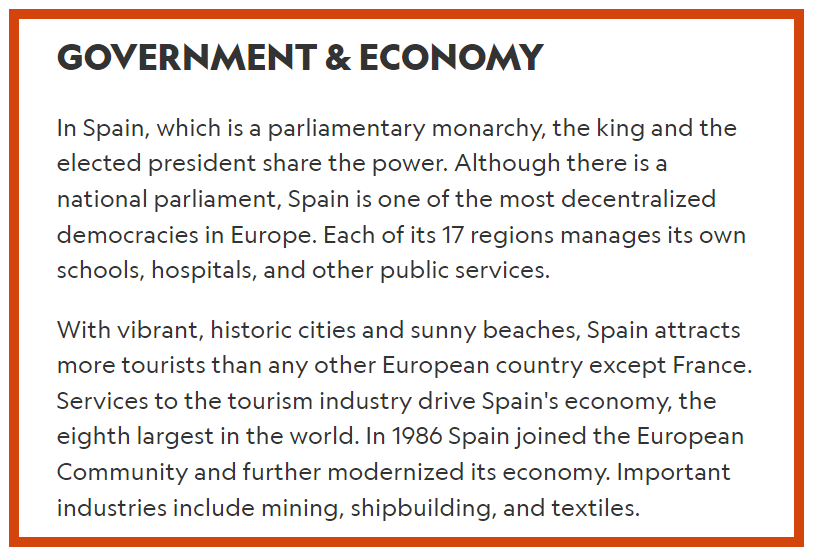 GOVERNMENT & ECONOMY
In Spain, which is a parliamentary monarchy, the king and the
elected president share the power. Although there is a
national parliament, Spain is one of the most decentralized
democracies in Europe. Each of its 17 regions manages its own
schools, hospitals, and other public services.
With vibrant, historic cities and sunny beaches, Spain attracts
more tourists than any other European country except France.
Services to the tourism industry drive Spain's economy, the
eighth largest in the world. In 1986 Spain joined the European
Community and further modernized its economy. Important
industries include mining, shipbuilding, and textiles.